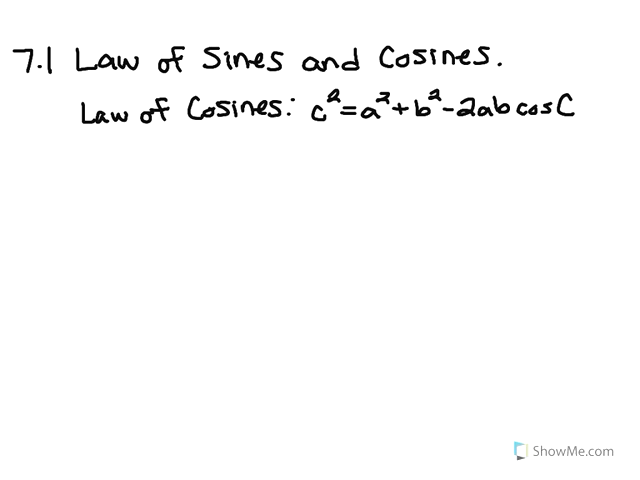 7.1 Law of Sines and Cosines.
Law of Cosines: c²=a²+b²-2ab cos C
ShowMe.com